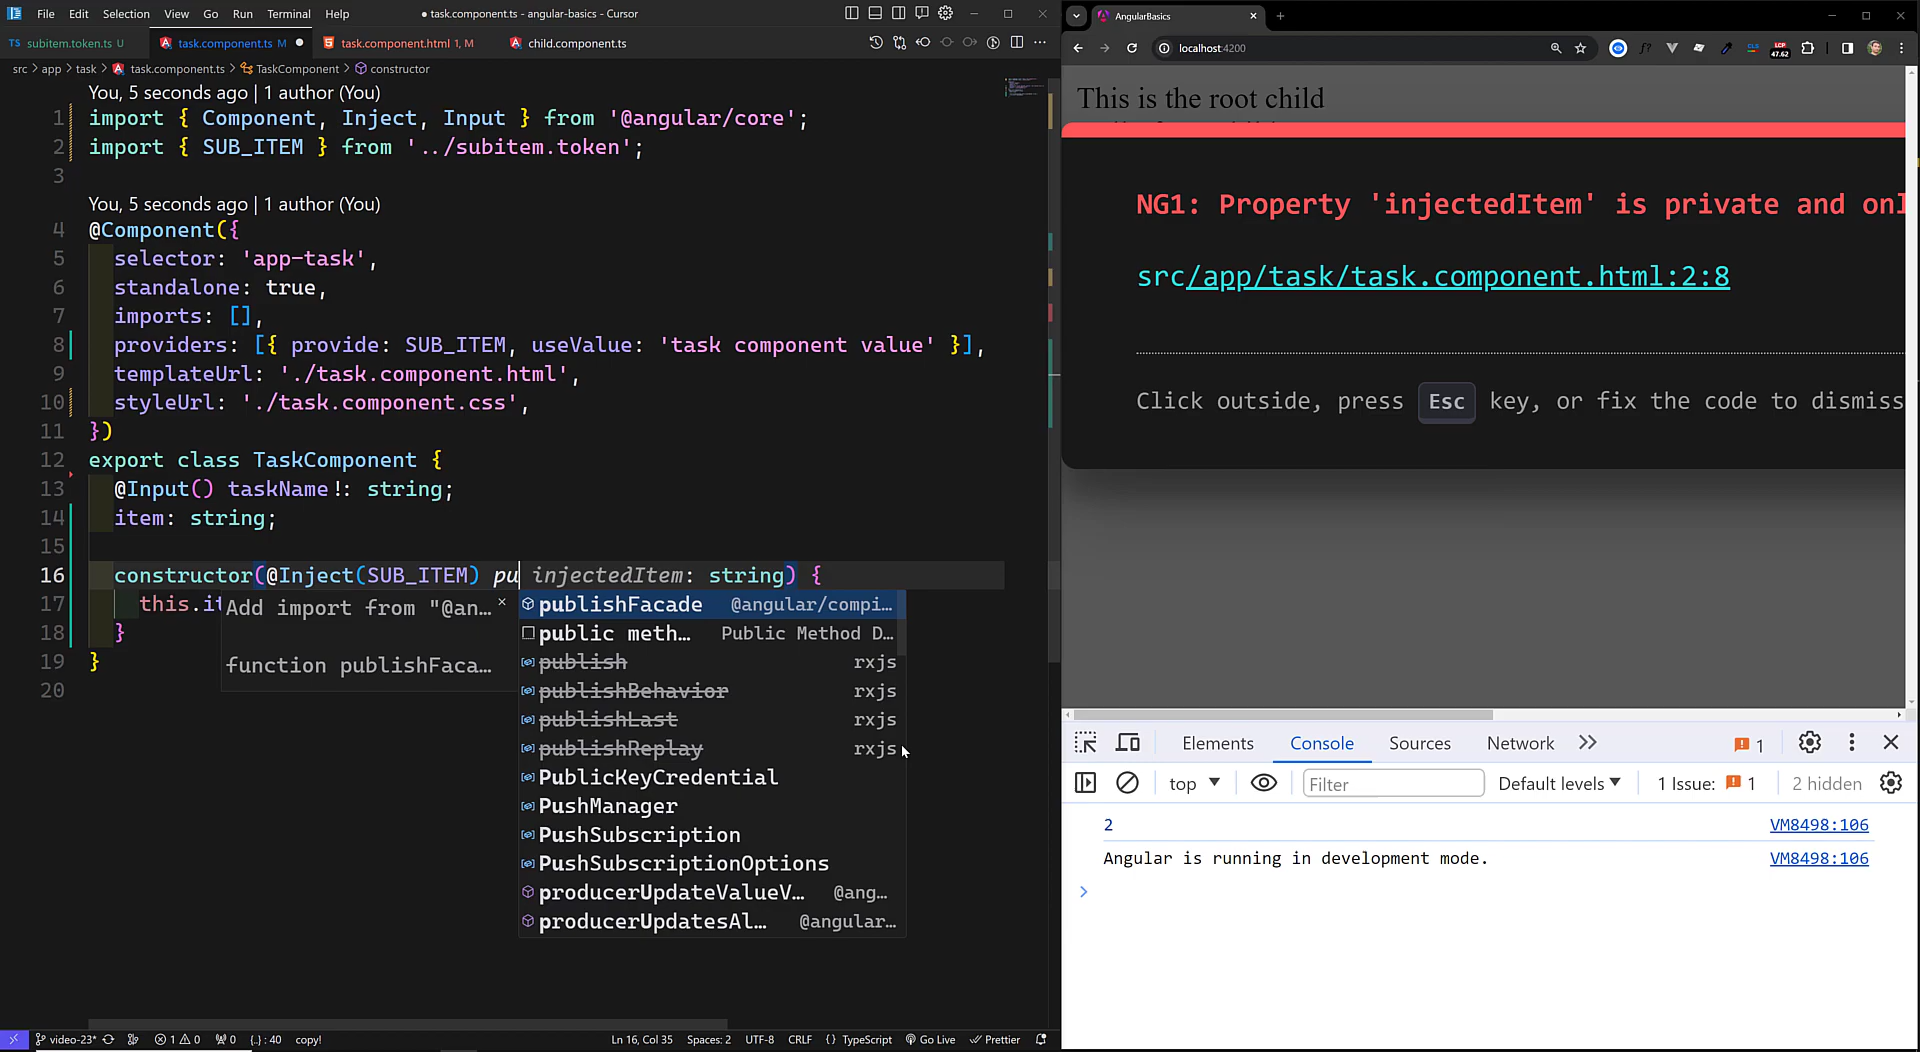 File Edit Selection View Go Run Terminal Help
● task.component.ts - angular-basics - Cursor
TS subitem.token.ts U
task.component.ts M ●
task.component.html 1, M
child.component.ts
src > app > task > task.component.ts > TaskComponent > constructor
You, 5 seconds ago | 1 author (You)
1 import { Component, Inject, Input } from '@angular/core';
2 import { SUB_ITEM } from '../subitem.token';
3
You, 5 seconds ago | 1 author (You)
4 @Component({
5 selector: 'app-task',
6 standalone: true,
7 imports: [],
8 providers: [{ provide: SUB_ITEM, useValue: 'task component value' }],
9 templateUrl: './task.component.html',
10 styleUrl: './task.component.css',
11 })
12 export class TaskComponent {
13 @Input() taskName!: string;
14 item: string;
15
16 constructor(@Inject(SUB_ITEM) pu injectedItem: string) {
17 this.it
18 }
19 }
20
Add import from "@an... ×
function publishFaca...
publishFacade @angular/compi...
public meth... Public Method D...
publish rxjs
publishBehavior rxjs
publishLast rxjs
publishReplay rxjs
PublicKeyCredential
PushManager
PushSubscription
PushSubscriptionOptions
producerUpdateValueV... @ang...
producerUpdatesAl... @angular...
video-23* 1 0 0 {..} : 40 copy! Ln 16, Col 35 Spaces: 2 UTF-8 CRLF {} TypeScript Go Live Prettier
AngularBasics
localhost:4200
CLS
LCP
47.62
This is the root child
NG1: Property 'injectedItem' is private and onl
src/app/task/task.component.html:2:8
Click outside, press Esc key, or fix the code to dismiss
Elements Console Sources Network 1
top Filter Default levels 1 Issue: 1 2 hidden
2 VM8498:106
Angular is running in development mode. VM8498:106